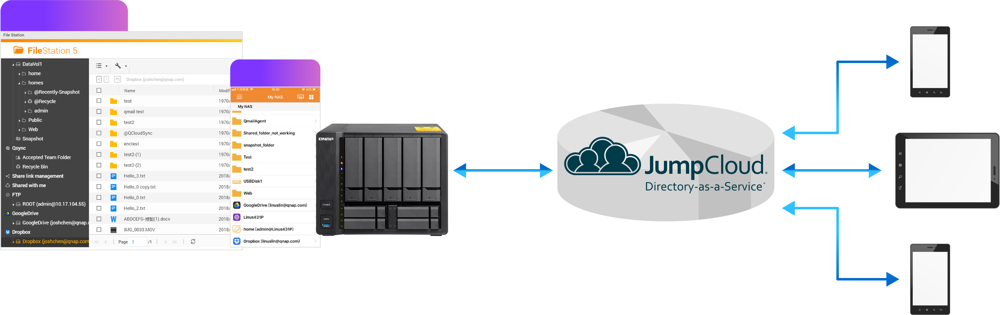 File Station
FileStation 5
DataVol1
home
homes
@Recently-Snapshot
@Recycle
admin
Public
Web
Snapshot
Qsync
Accepted Team Folder
Recycle Bin
Share link management
Shared with me
FTP
ROOT (admin@10.17.104.55)
GoogleDrive
GoogleDrive (joshchen@qnap.c
Dropbox
Dropbox (joshchen@qnap.com
Dropbox (joshchen@qnap.com)
Name Modif
test 1970/
qmail test 1970/
test2 1970/
@QCloudSync 1970/
enctest 1970/
test2-(1) 1970/
test2-(2) 1970/
Hello_3.txt 2018/
Hello_0 copy.txt 2018/
Hello_0.txt 2018/
Hello_2.txt 2018/
ABDCEFG-複製(1).docx 2018/
IMG_0033.MOV 2018/
Page 1 /1
中華電信 16:32 42%
My NAS
My NAS
QmailAgent
Shared_folder_not_working
snapshot_folder
Test
test2
USBDisk1
Web
GoogleDrive (linuslin@qnap.com)
Linus431P
home (admin@Linus431P)
Dropbox (linuslin@qnap.com)
QNAP
POWER
COPY
JumpCloud®
Directory-as-a-Service®